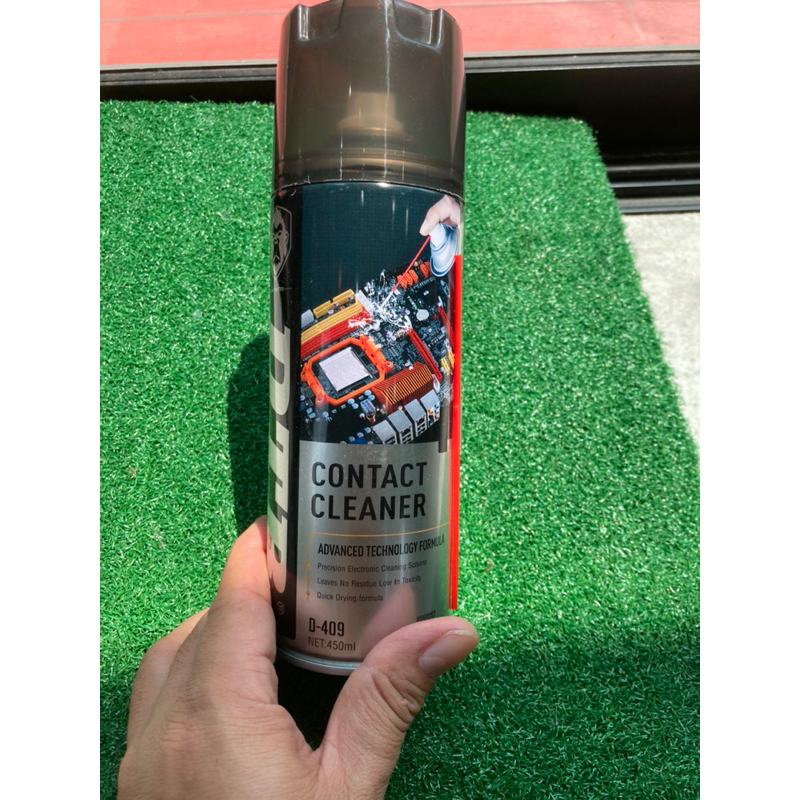 CONTACT
CLEANER
ADVANCED TECHNOLOGY FORMULA
Precision Electronic Cleaning Solvent
Leaves No Residue Low In Toxicity
Quick Drying formula
D-409
NET:450ml
®